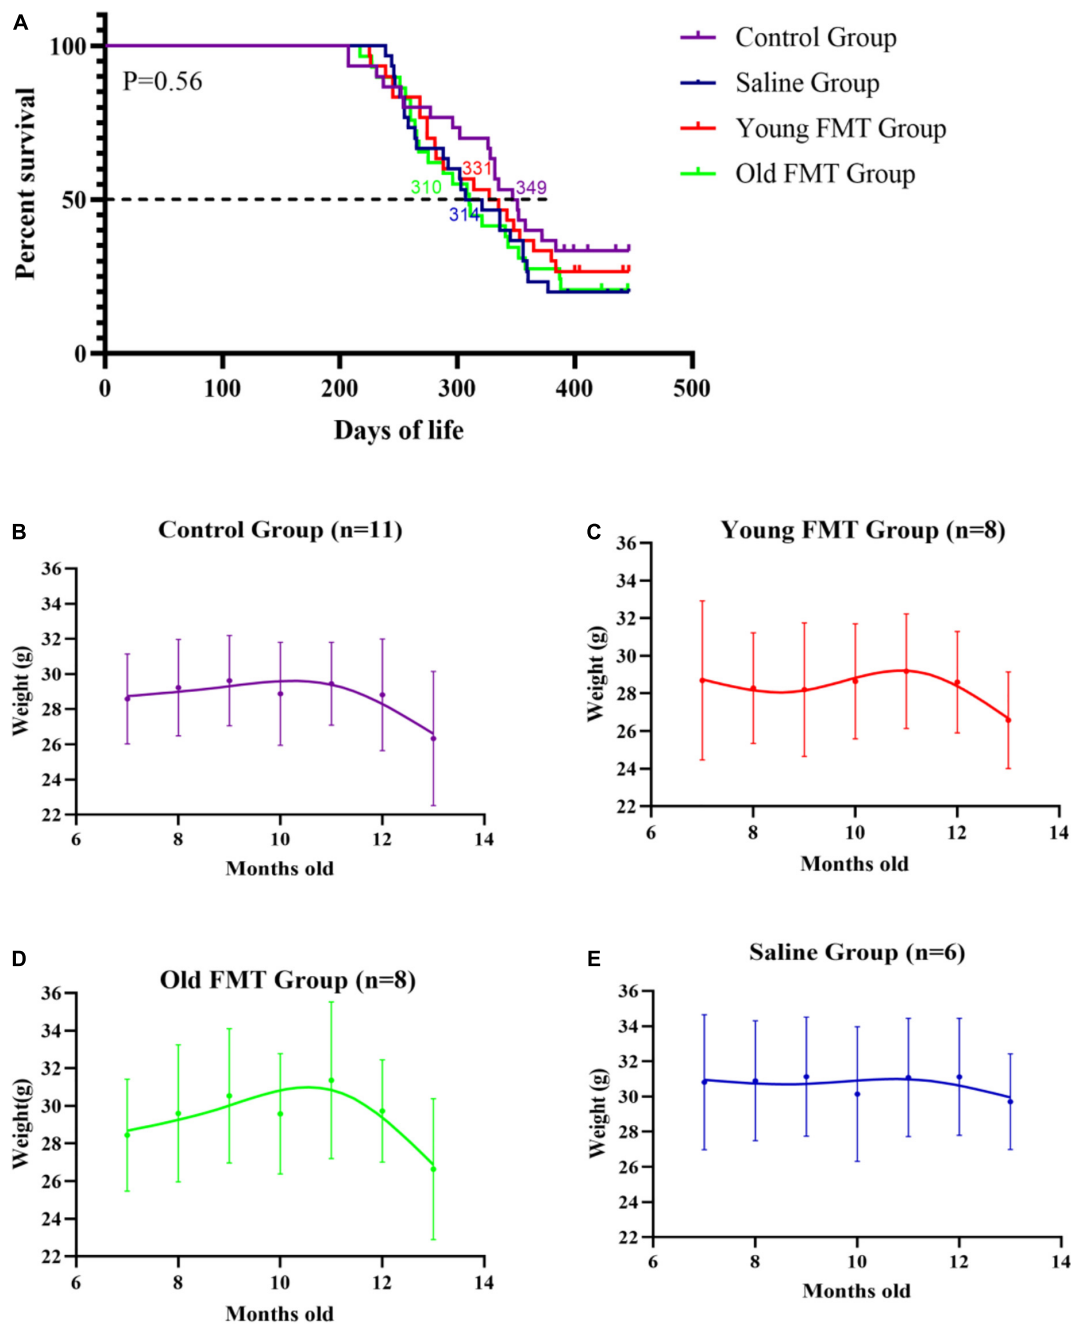 A
Percent survival
100
50
0
P=0.56
331
310
349
314
0 100 200 300 400 500
Days of life
Control Group
Saline Group
Young FMT Group
Old FMT Group
B
Control Group (n=11)
Weight (g)
36
34
32
30
28
26
24
22
6 8 10 12 14
Months old
C
Young FMT Group (n=8)
Weight (g)
36
34
32
30
28
26
24
22
6 8 10 12 14
Months old
D
Old FMT Group (n=8)
Weight(g)
36
34
32
30
28
26
24
22
6 8 10 12 14
Months old
E
Saline Group (n=6)
Weight (g)
36
34
32
30
28
26
24
22
6 8 10 12 14
Months old